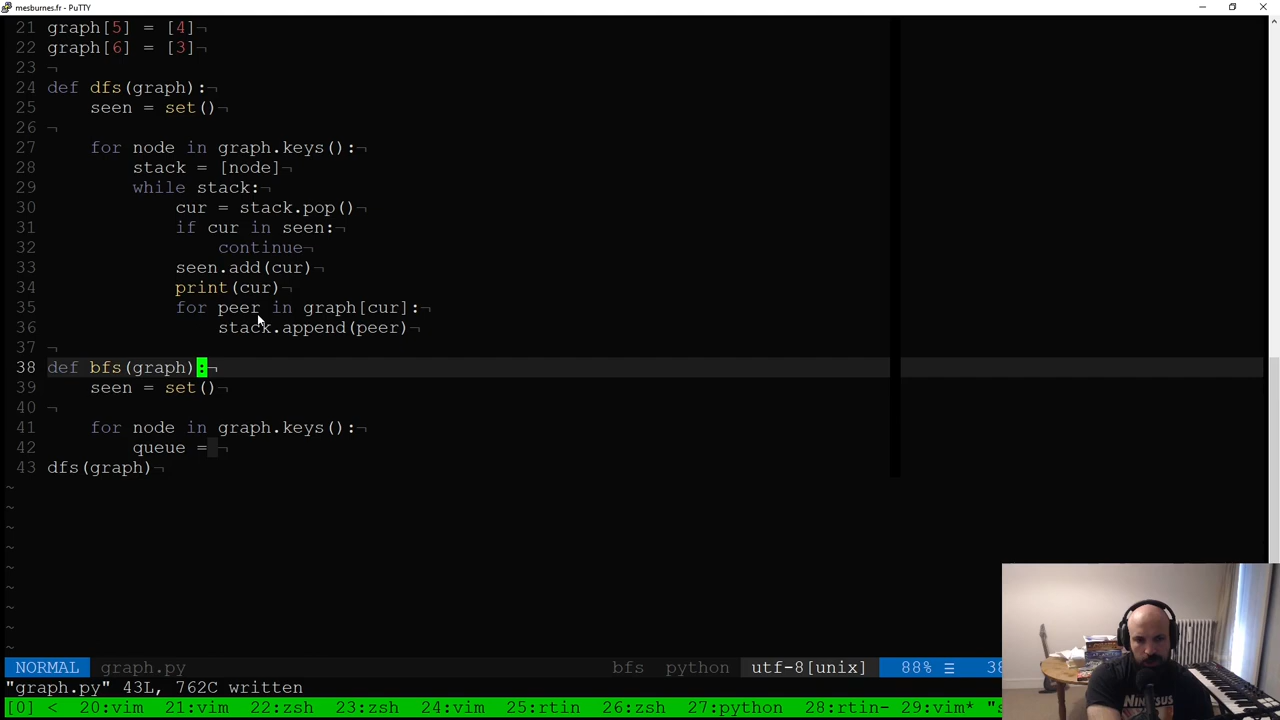 mesburnes.fr - PuTTY
21 graph[5] = [4]¬
22 graph[6] = [3]¬
23 ¬
24 def dfs(graph):¬
25     seen = set()¬
26 ¬
27     for node in graph.keys():¬
28         stack = [node]¬
29         while stack:¬
30             cur = stack.pop()¬
31             if cur in seen:¬
32                 continue¬
33             seen.add(cur)¬
34             print(cur)¬
35             for peer in graph[cur]:¬
36                 stack.append(peer)¬
37 ¬
38 def bfs(graph):¬
39     seen = set()¬
40 ¬
41     for node in graph.keys():¬
42         queue = ¬
43 dfs(graph)¬
~
~
~
~
~
~
~
~
~
NORMAL graph.py bfs python utf-8[unix] 88% ☰ 38
"graph.py" 43L, 762C written
[0] < 20:vim 21:vim 22:zsh 23:zsh 24:vim 25:rtin 26:zsh 27:python 28:rtin- 29:vim* "s